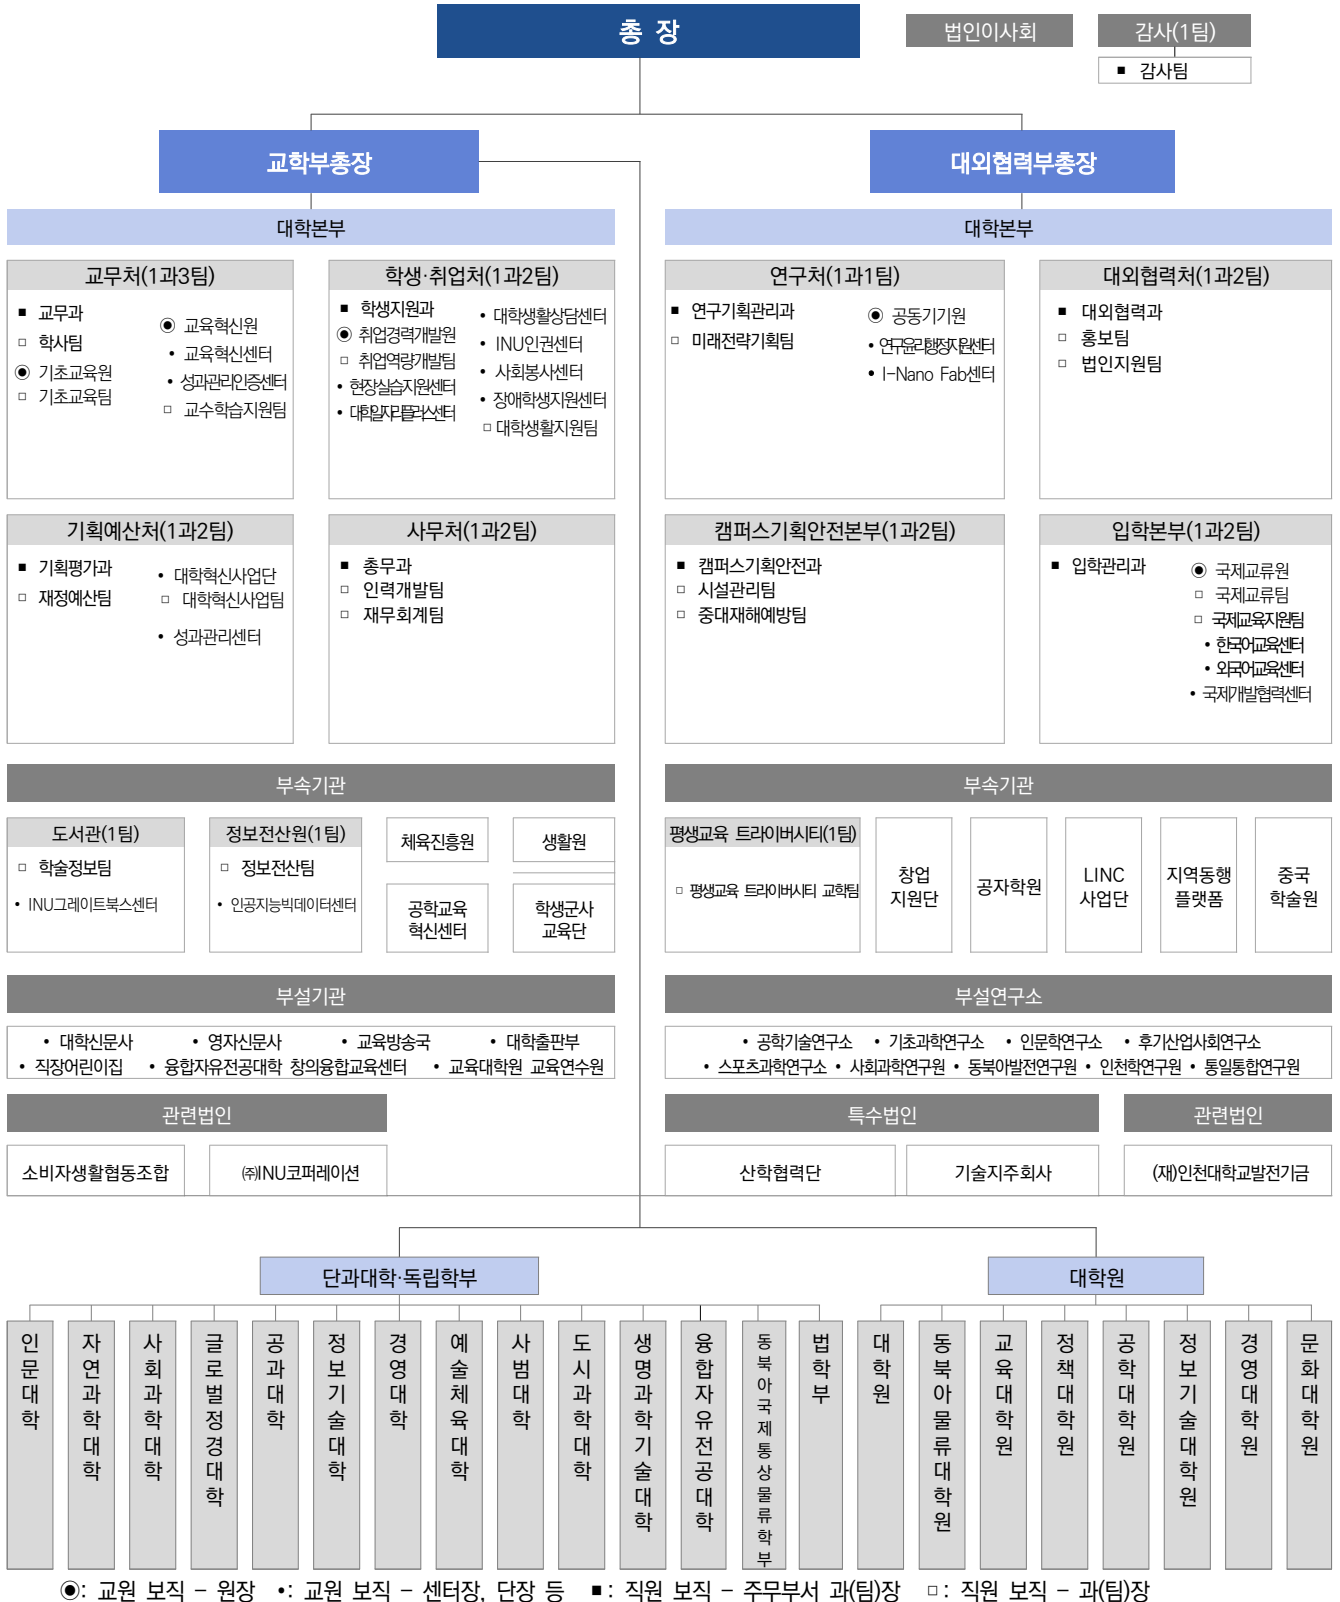 총 장
법인이사회
감사(1팀)
■ 감사팀
교학부총장
대외협력부총장
대학본부
대학본부
교무처(1과3팀)
■ 교무과
□ 학사팀
◉ 기초교육원
□ 기초교육팀
◉ 교육혁신원
• 교육혁신센터
• 성과관리인증센터
□ 교수학습지원팀
학생·취업처(1과2팀)
■ 학생지원과
◉ 취업경력개발원
□ 취업역량개발팀
• 현장실습지원센터
• 대학일자리플러스센터
• 대학생활상담센터
• INU인권센터
• 사회봉사센터
• 장애학생지원센터
□ 대학생활지원팀
연구처(1과1팀)
■ 연구기획관리과
□ 미래전략기획팀
◉ 공동기기원
• 연구윤리행정지원센터
• I-Nano Fab센터
대외협력처(1과2팀)
■ 대외협력과
□ 홍보팀
□ 법인지원팀
기획예산처(1과2팀)
■ 기획평가과
□ 재정예산팀
• 대학혁신사업단
□ 대학혁신사업팀
• 성과관리센터
사무처(1과2팀)
■ 총무과
□ 인력개발팀
□ 재무회계팀
캠퍼스기획안전본부(1과2팀)
■ 캠퍼스기획안전과
□ 시설관리팀
□ 중대재해예방팀
입학본부(1과2팀)
■ 입학관리과
◉ 국제교류원
□ 국제교류팀
□ 국제교육지원팀
• 한국어교육센터
• 외국어교육센터
• 국제개발협력센터
부속기관
부속기관
도서관(1팀)
□ 학술정보팀
• INU그레이트북스센터
정보전산원(1팀)
□ 정보전산팀
• 인공지능빅데이터센터
체육진흥원
생활원
공학교육
혁신센터
학생군사
교육단
평생교육 트라이버시티(1팀)
□ 평생교육 트라이버시티 교학팀
창업
지원단
공자학원
LINC
사업단
지역동행
플랫폼
중국
학술원
부설기관
부설연구소
• 대학신문사 • 영자신문사 • 교육방송국 • 대학출판부
• 직장어린이집 • 융합자유전공대학 창의융합교육센터 • 교육대학원 교육연수원
• 공학기술연구소 • 기초과학연구소 • 인문학연구소 • 후기산업사회연구소
• 스포츠과학연구소 • 사회과학연구원 • 동북아발전연구원 • 인천학연구원 • 통일통합연구원
관련법인
특수법인
관련법인
소비자생활협동조합
㈜INU코퍼레이션
산학협력단
기술지주회사
(재)인천대학교발전기금
단과대학·독립학부
대학원
인문대학
자연과학대학
사회과학대학
글로벌정경대학
공과대학
정보기술대학
경영대학
예술체육대학
사범대학
도시과학대학
생명과학기술대학
융합자유전공대학
동북아국제통상물류학부
법학부
대학원
동북아물류대학원
교육대학원
정책대학원
공학대학원
정보기술대학원
경영대학원
문화대학원
◉: 교원 보직 - 원장 •: 교원 보직 - 센터장, 단장 등 ■: 직원 보직 - 주무부서 과(팀)장 □: 직원 보직 - 과(팀)장